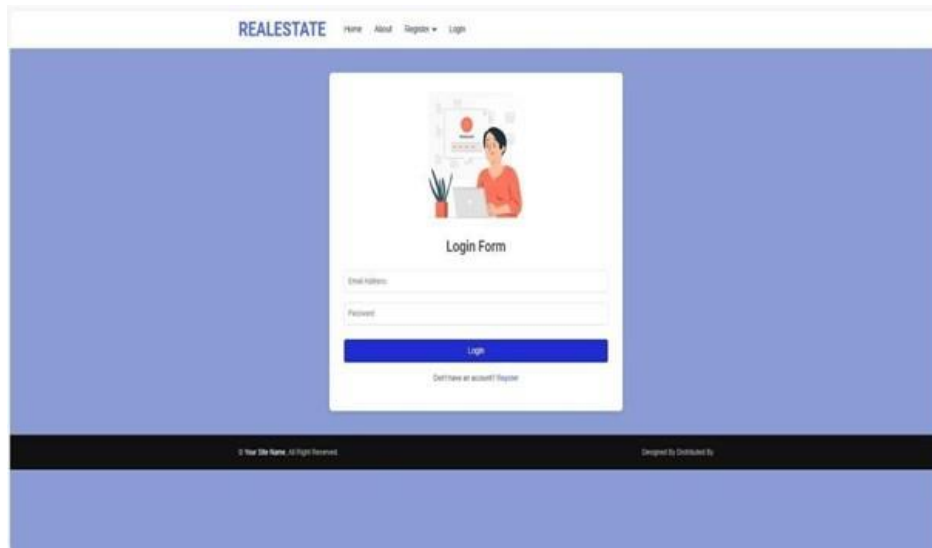 REALESTATE Home About Register Login
Login Form
Email Address
Password
Login
Don't have an account? Register
© Your Site Name, All Right Reserved.
Designed By Distributed By